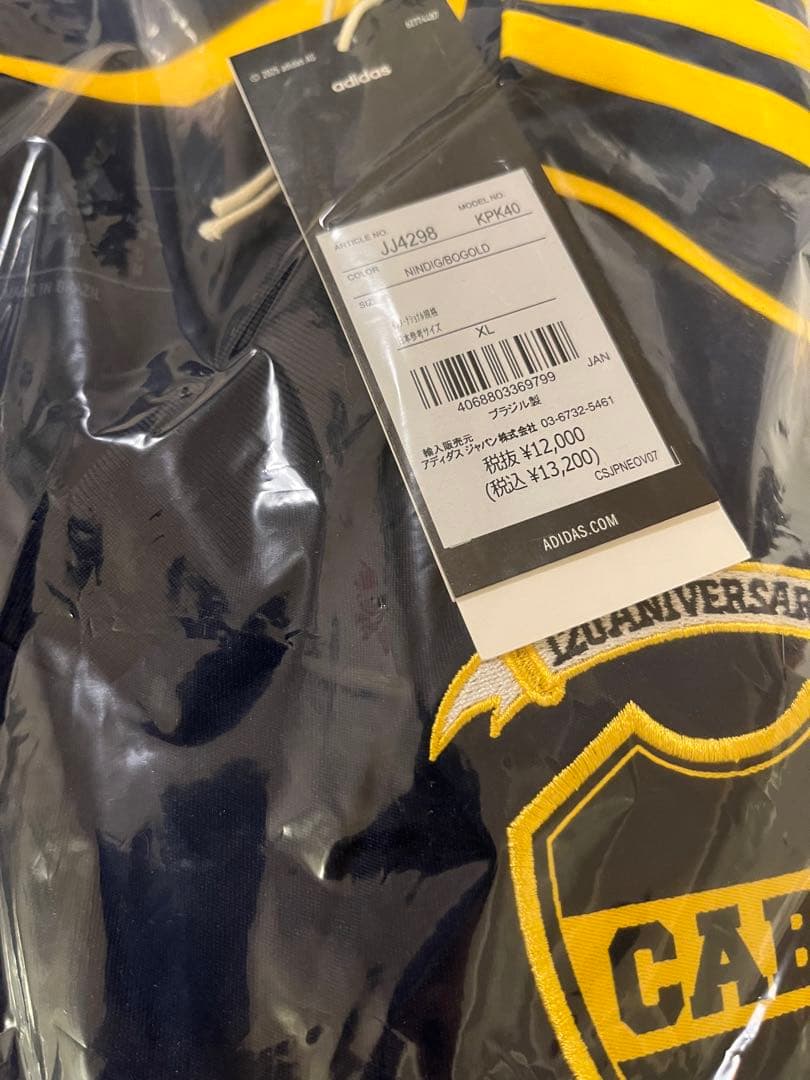 © 2025 adidas AG
adidas
ARTICLE NO.
JJ4298
MODEL NO.
KPK40
COLOR
NINDIG/BOGOLD
日本参考サイズ
XL
4068803369799
JAN
ブラジル製
輸入販売元
アディダス ジャパン株式会社 03-6732-5461
税抜 ¥12,000
(税込 ¥13,200)
CSJPNEOV07
ADIDAS.COM
120 ANIVERSAR
CAB